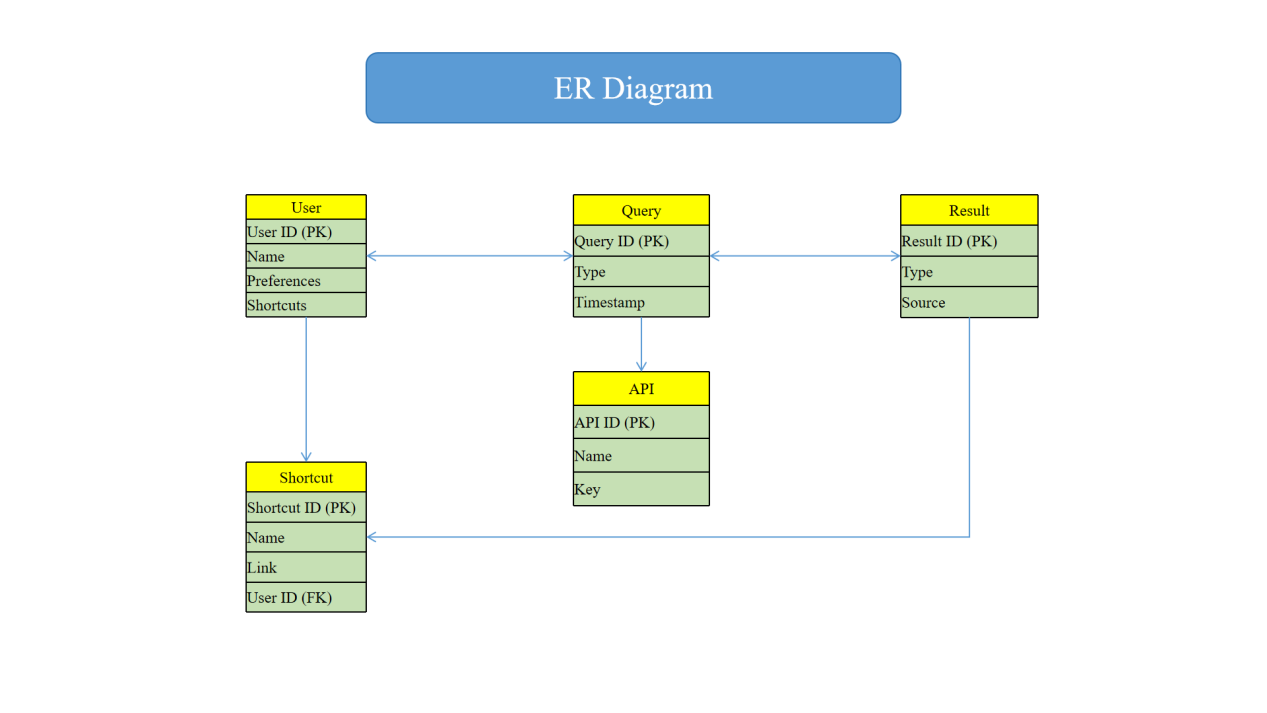 ER Diagram
User
User ID (PK)
Name
Preferences
Shortcuts
Query
Query ID (PK)
Type
Timestamp
Result
Result ID (PK)
Type
Source
API
API ID (PK)
Name
Key
Shortcut
Shortcut ID (PK)
Name
Link
User ID (FK)